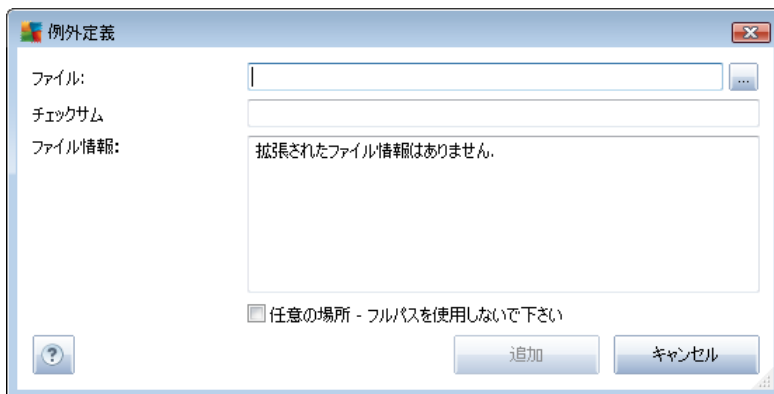 例外定義
ファイル:
...
チェックサム
ファイル情報:
拡張されたファイル情報はありません.
任意の場所 - フルパスを使用しないで下さい
?
追加
キャンセル